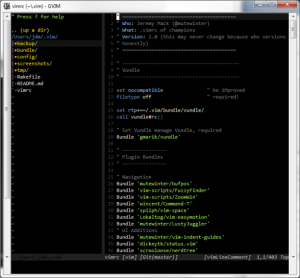 vimrc (~\.vim) - GVIM
" Press ? for help

.. (up a dir)
/Users/jdm/.vim/
+backup/
+bundle/
+config/
+screenshots/
+tmp/
-Rakefile
-README.md
-vimrc
" Who: Jeremy Mack (@mutewinter)
" What: .vimrc of champions
" Version: 1.0 (this may never change because who versions
" Honestly)
" Vundle
set nocompatible " be iMproved
filetype off " required!
set rtp+=~/.vim/bundle/vundle/
call vundle#rc()
" let Vundle manage Vundle, required
Bundle 'gmarik/vundle'
" Plugin Bundles
" Navigation
Bundle 'mutewinter/bufpos'
Bundle 'vim-scripts/FuzzyFinder'
Bundle 'vim-scripts/ZoomWin'
Bundle 'wincent/Command-T'
Bundle 'spiiph/vim-space'
Bundle 'Lokaltog/vim-easymotion'
Bundle 'mutewinter/LustyJuggler'
" UI Additions
Bundle 'mutewinter/vim-indent-guides'
Bundle 'dickeytk/status.vim'
Bundle 'scrooloose/nerdtree'
/Users/jdm/.vim
vimrc [vim] [Git(master)] [vimLineComment] 1,1/403 Top